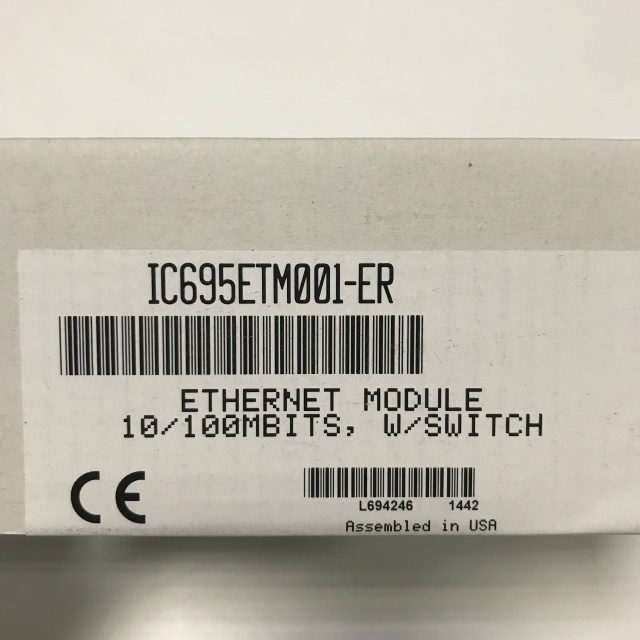 IC695ETM001-ER
ETHERNET MODULE
10/100MBITS, W/SWITCH
CE
L694246 1442
Assembled in USA